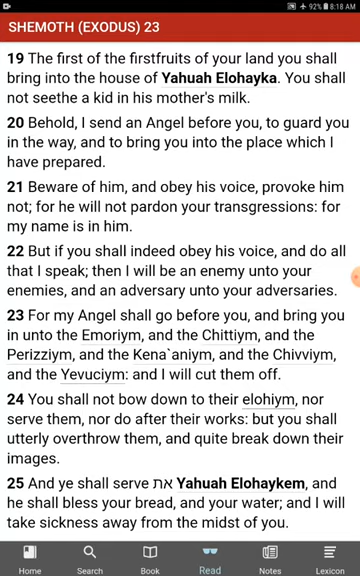 92% 8:18 AM
SHEMOTH (EXODUS) 23
19 The first of the firstfruits of your land you shall
bring into the house of Yahuah Elohayka. You shall
not seethe a kid in his mother's milk.
20 Behold, I send an Angel before you, to guard you
in the way, and to bring you into the place which I
have prepared.
21 Beware of him, and obey his voice, provoke him
not; for he will not pardon your transgressions: for
my name is in him.
22 But if you shall indeed obey his voice, and do all
that I speak; then I will be an enemy unto your
enemies, and an adversary unto your adversaries.
23 For my Angel shall go before you, and bring you
in unto the Emoriym, and the Chittiym, and the
Perizziym, and the Kena`aniym, and the Chivviym,
and the Yevuciym: and I will cut them off.
24 You shall not bow down to their elohiym, nor
serve them, nor do after their works: but you shall
utterly overthrow them, and quite break down their
images.
25 And ye shall serve את Yahuah Elohaykem, and
he shall bless your bread, and your water; and I will
take sickness away from the midst of you.
Home Search Book Read Notes Lexicon